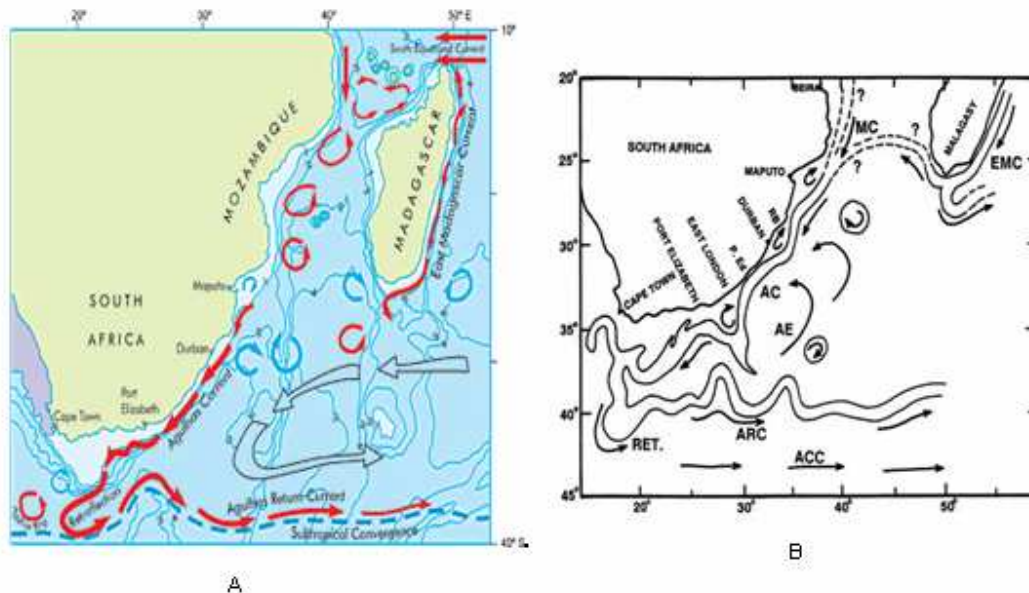 20°
30°
40°
50° E
10°
South Equatorial Current
MOZAMBIQUE
MADAGASCAR
East Madagascar Current
Maputo
SOUTH
AFRICA
Durban
Port
Elizabeth
Cape Town
Agulhas Current
Retroflection
Agulhas Return Current
Subtropical Convergence
40° S
A
20°
25°
30°
35°
40°
45°
BEIRA
?
MC
?
?
SOUTH AFRICA
MAPUTO
MALAGASY
EMC
RB
DURBAN
P. Ed
EAST LONDON
PORT ELIZABETH
CAPE TOWN
AC
AE
RET.
ARC
ACC
20°
30°
40°
50°
B